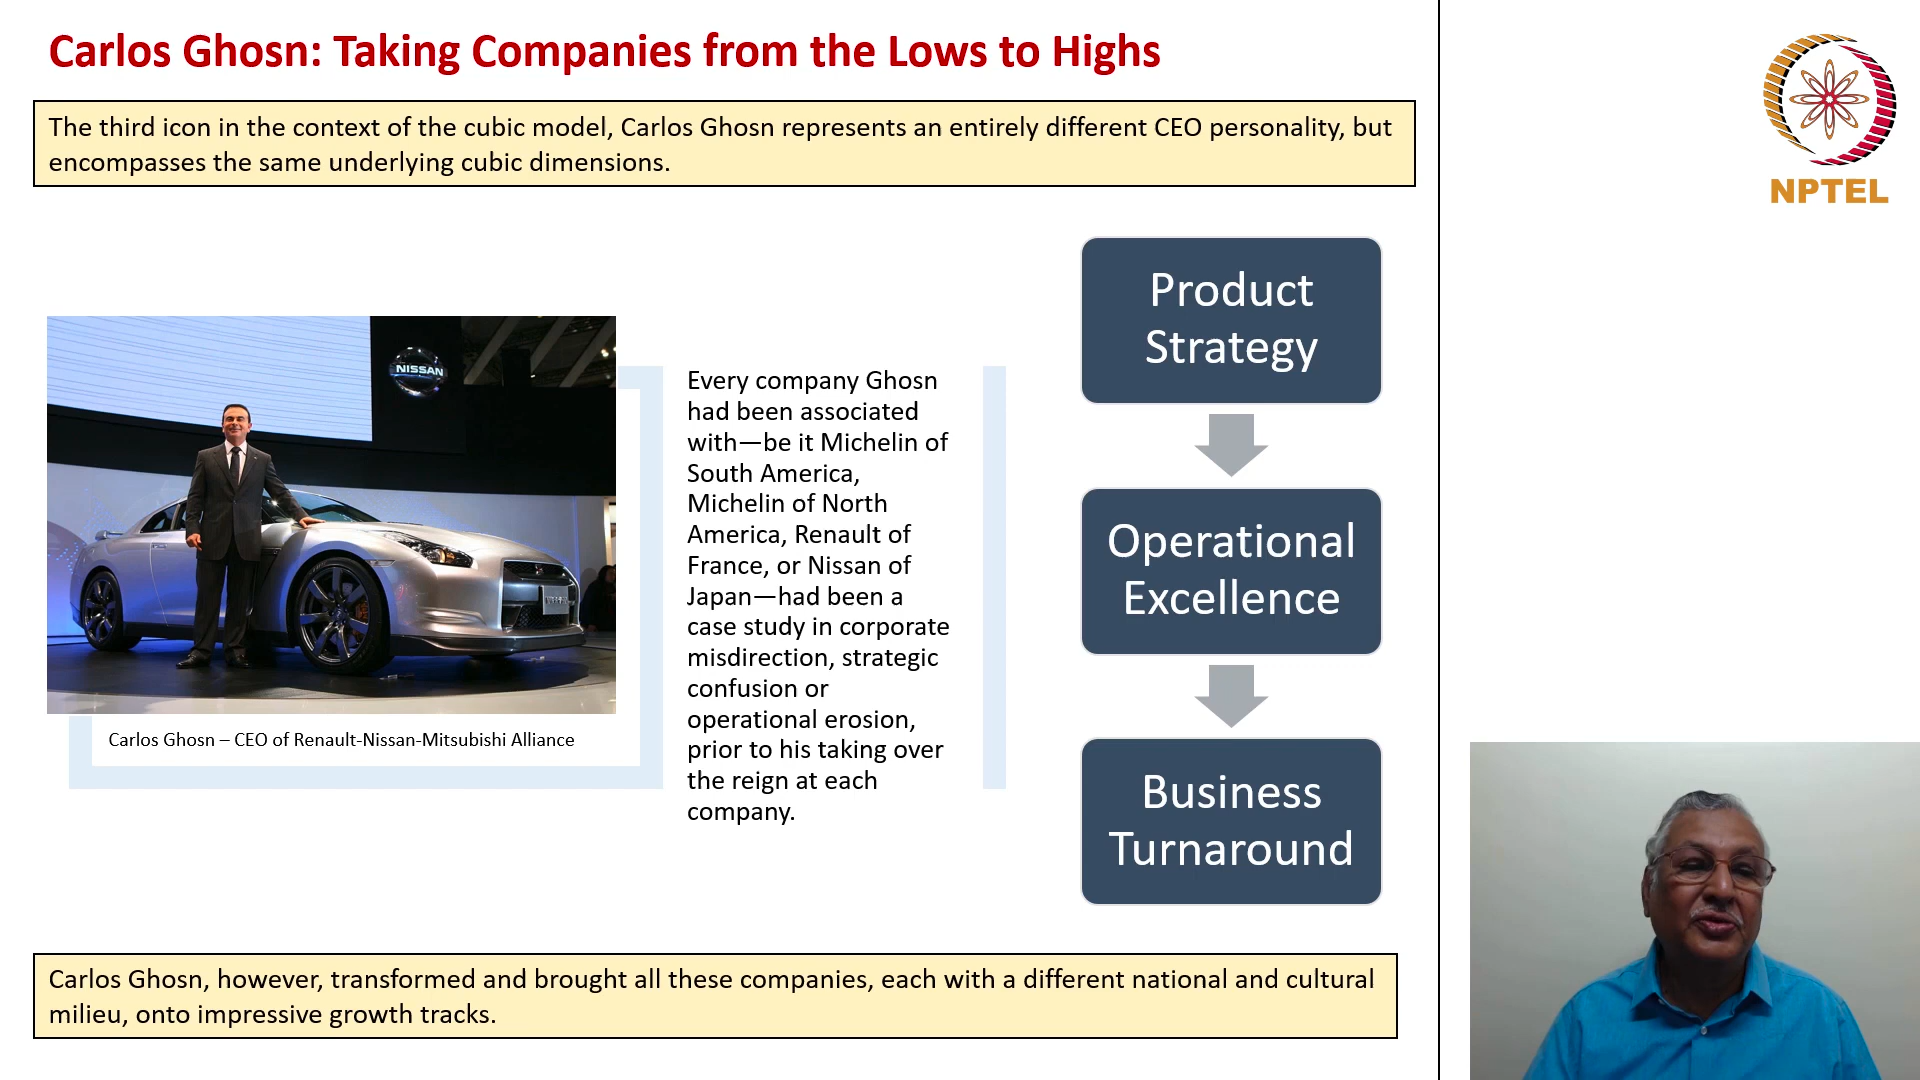 Carlos Ghosn: Taking Companies from the Lows to Highs
The third icon in the context of the cubic model, Carlos Ghosn represents an entirely different CEO personality, but
encompasses the same underlying cubic dimensions.
NPTEL
NISSAN
Carlos Ghosn – CEO of Renault-Nissan-Mitsubishi Alliance
Every company Ghosn
had been associated
with—be it Michelin of
South America,
Michelin of North
America, Renault of
France, or Nissan of
Japan—had been a
case study in corporate
misdirection, strategic
confusion or
operational erosion,
prior to his taking over
the reign at each
company.
Product
Strategy
Operational
Excellence
Business
Turnaround
Carlos Ghosn, however, transformed and brought all these companies, each with a different national and cultural
milieu, onto impressive growth tracks.